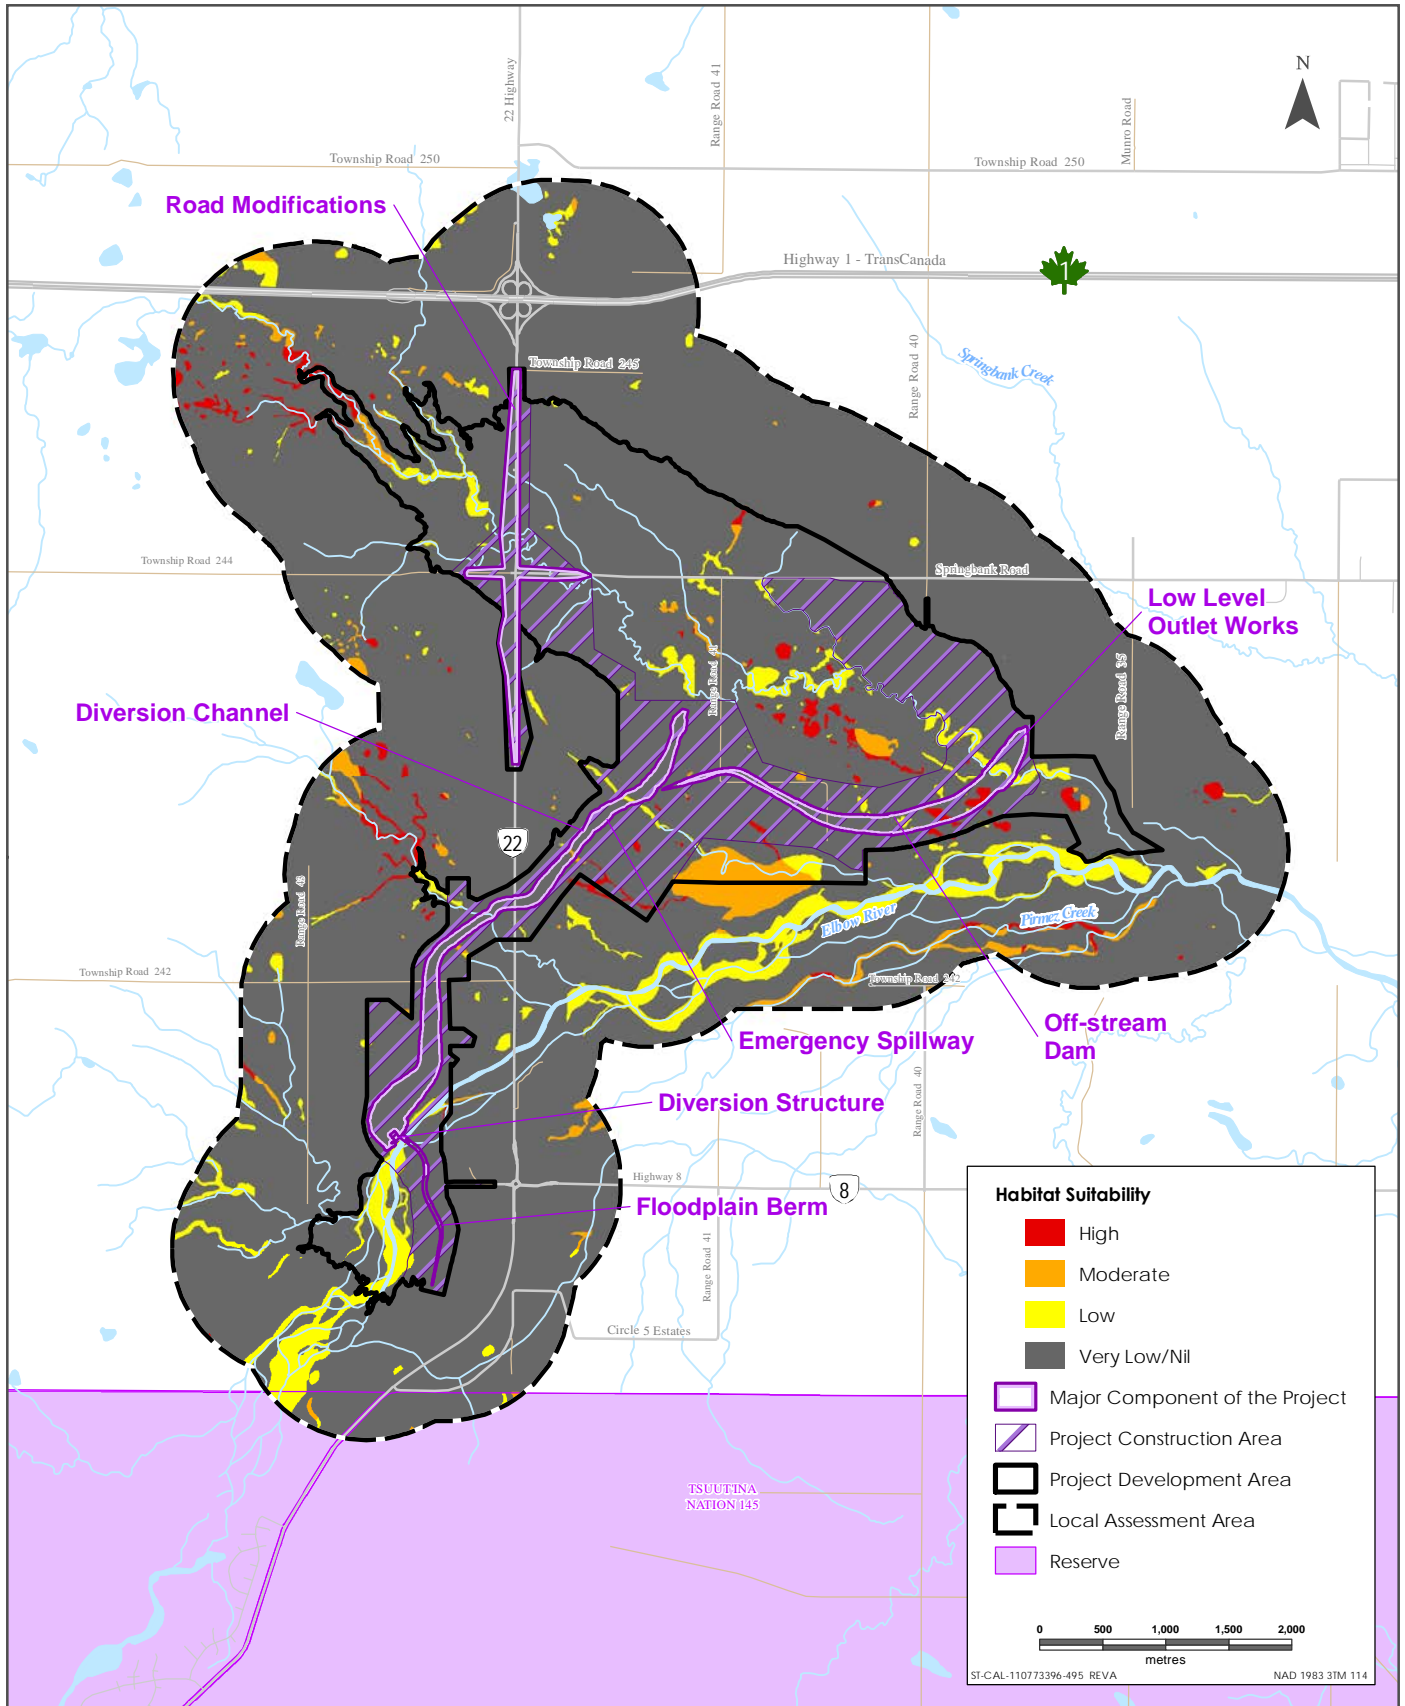 22 Highway
Range Road 41
Munro Road
N
Township Road 250
Township Road 250
Road Modifications
Highway 1 - TransCanada
1
Township Road 245
Range Road 40
Springbank Creek
Township Road 244
Springbank Road
Low Level
Outlet Works
Range Road 41
Range Road 35
Diversion Channel
22
Range Road 43
Elbow River
Pirmez Creek
Township Road 242
Township Road 242
Off-stream
Dam
Emergency Spillway
Range Road 40
Diversion Structure
Highway 8
8
Floodplain Berm
Range Road 41
Circle 5 Estates
TSUUT'INA
NATION 145
Habitat Suitability
High
Moderate
Low
Very Low/Nil
Major Component of the Project
Project Construction Area
Project Development Area
Local Assessment Area
Reserve
0 500 1,000 1,500 2,000
metres
ST-CAL-110773396-495 REVA
NAD 1983 3TM 114